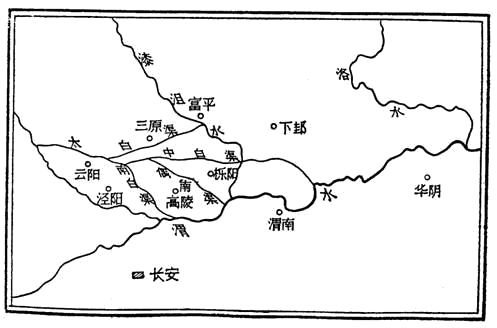 漆沮水
洛水
富平
三原
下邽
太白渠
中白渠
云阳
南白渠
偶南渠
栎阳
泾阳
高陵
华阴
渭水
渭南
长安